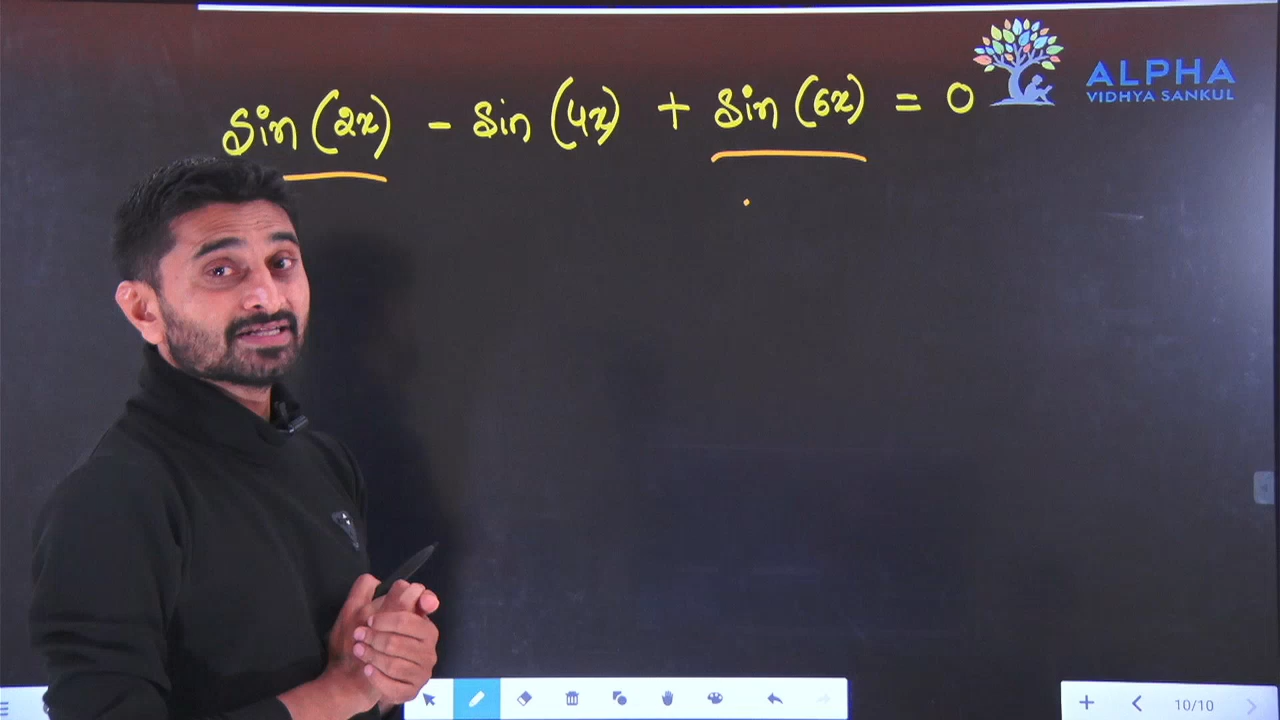 sin (2x) - sin (4x) + sin (6x) = 0
ALPHA
VIDHYA SANKUL
10/10